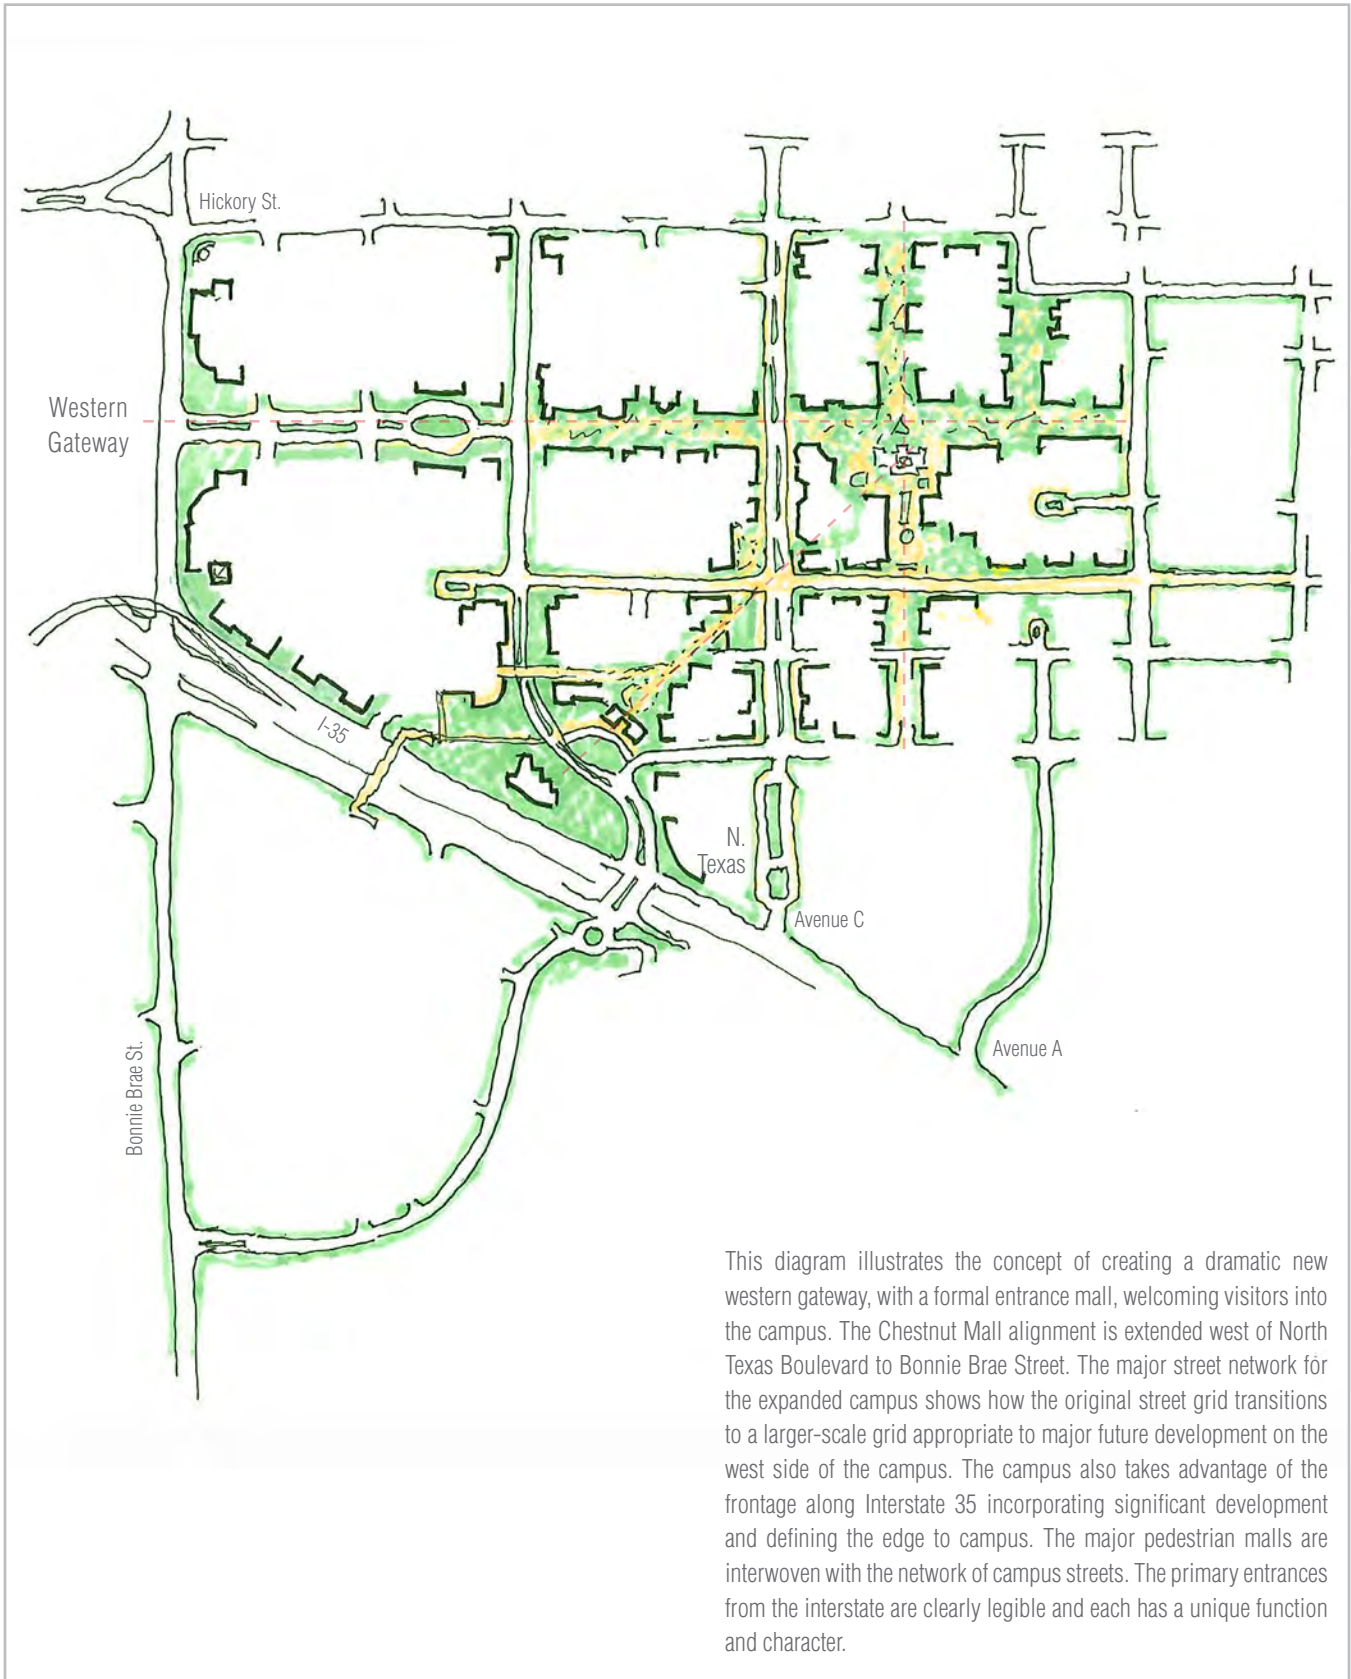 Hickory St.
Western
Gateway
I-35
N.
Texas
Avenue C
Avenue A
Bonnie Brae St.
This diagram illustrates the concept of creating a dramatic new
western gateway, with a formal entrance mall, welcoming visitors into
the campus. The Chestnut Mall alignment is extended west of North
Texas Boulevard to Bonnie Brae Street. The major street network for
the expanded campus shows how the original street grid transitions
to a larger-scale grid appropriate to major future development on the
west side of the campus. The campus also takes advantage of the
frontage along Interstate 35 incorporating significant development
and defining the edge to campus. The major pedestrian malls are
interwoven with the network of campus streets. The primary entrances
from the interstate are clearly legible and each has a unique function
and character.